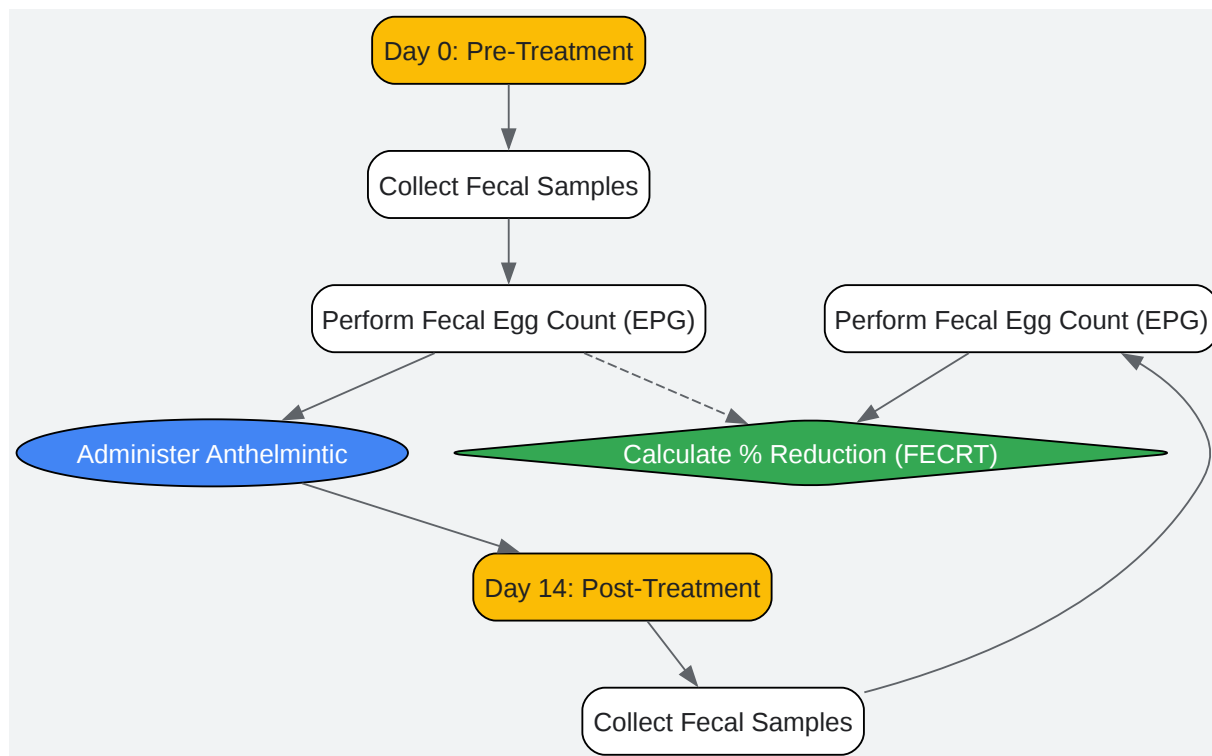 Day 0: Pre-Treatment
Collect Fecal Samples
Perform Fecal Egg Count (EPG)
Perform Fecal Egg Count (EPG)
Administer Anthelmintic
Calculate % Reduction (FECRT)
Day 14: Post-Treatment
Collect Fecal Samples